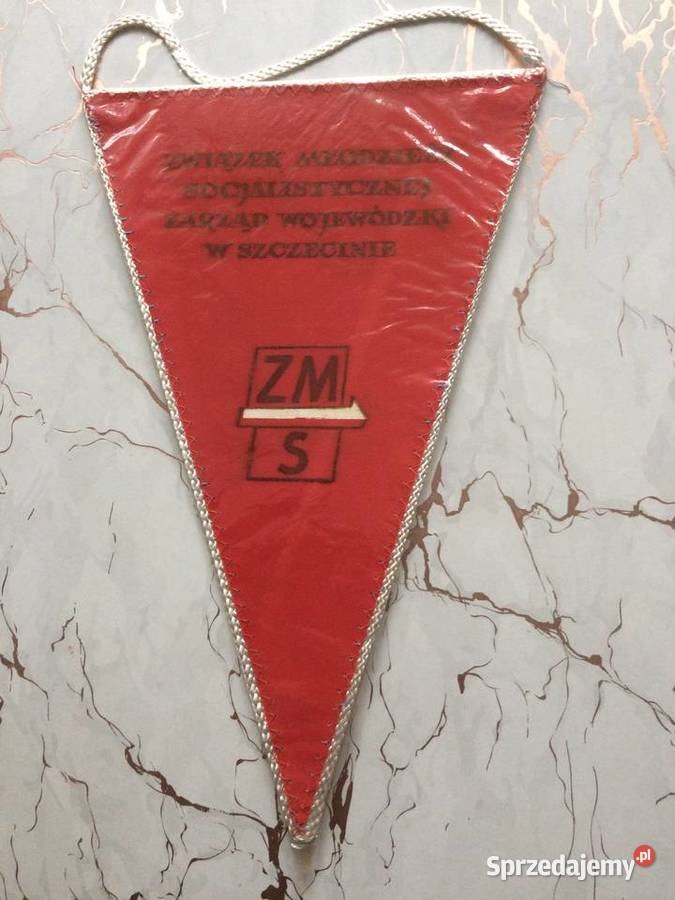 ZWIĄZEK MŁODZIEŻY
SOCJALISTYCZNEJ
ZARZĄD WOJEWÓDZKI
W SZCZECINIE
ZM
S
Sprzedajemy.pl